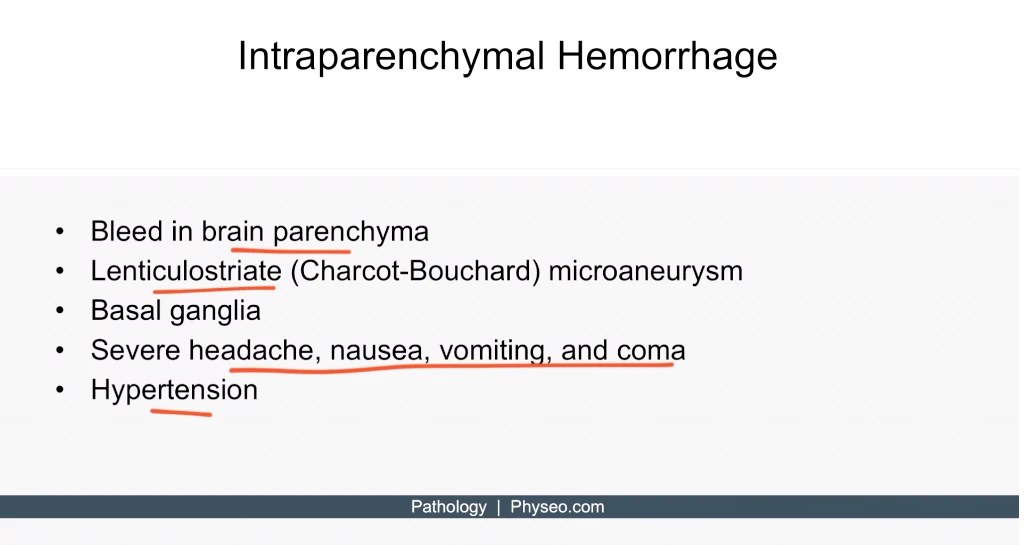 Intraparenchymal Hemorrhage
• Bleed in brain parenchyma
• Lenticulostriate (Charcot-Bouchard) microaneurysm
• Basal ganglia
• Severe headache, nausea, vomiting, and coma
• Hypertension
Pathology | Physeo.com